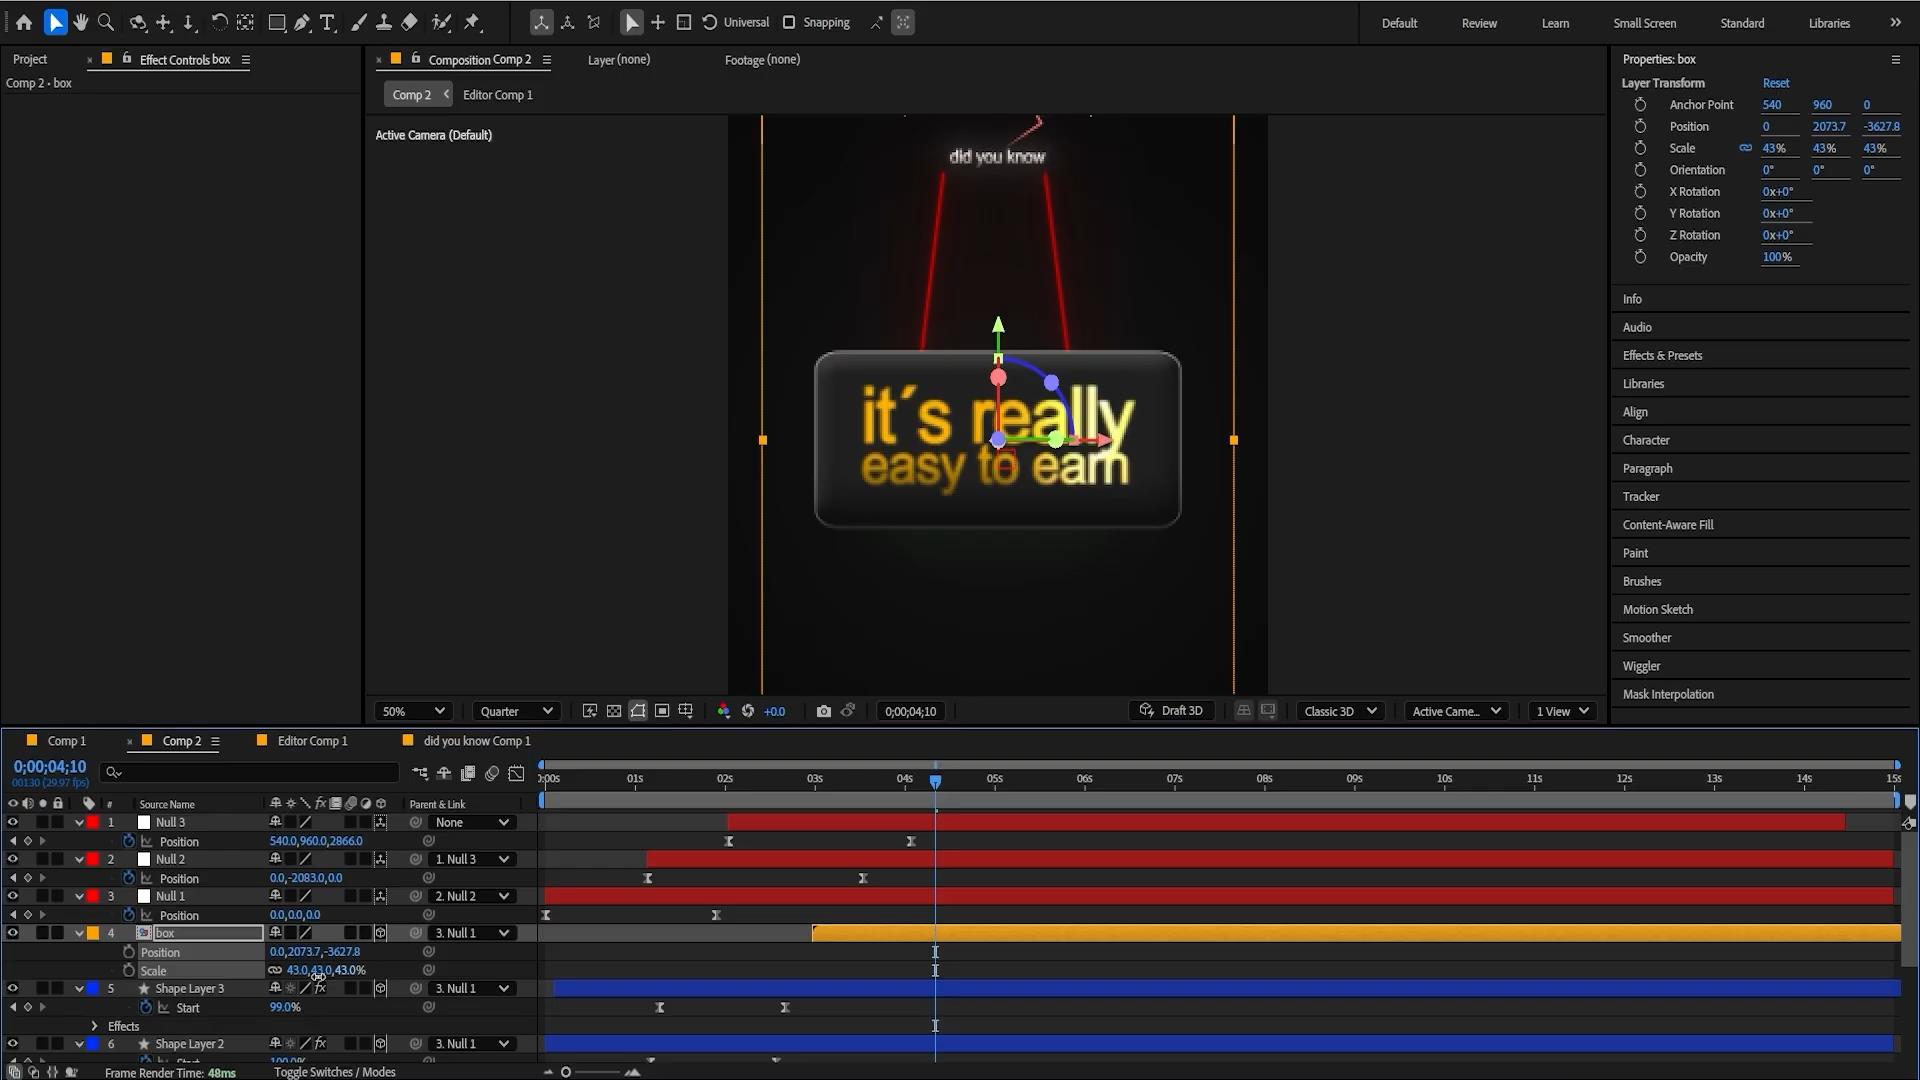 Universal Snapping Default Review Learn Small Screen Standard Libraries
Project Effect Controls box Composition Comp 2 Layer (none) Footage (none) Properties: box
Comp 2 • box
Comp 2 Editor Comp 1
Active Camera (Default)
did you know
it´s really
easy to earn
Layer Transform Reset
Anchor Point 540 960 0
Position 0 2073.7 -3627.8
Scale 43% 43% 43%
Orientation 0° 0° 0°
X Rotation 0x+0°
Y Rotation 0x+0°
Z Rotation 0x+0°
Opacity 100%
Info
Audio
Effects & Presets
Libraries
Align
Character
Paragraph
Tracker
Content-Aware Fill
Paint
Brushes
Motion Sketch
Smoother
Wiggler
Mask Interpolation
50% Quarter +0.0 0;00;04;10 Draft 3D Classic 3D Active Came... 1 View
Comp 1 Comp 2 Editor Comp 1 did you know Comp 1
0;00;04;10
00130 (29.97 fps)
0:00s 01s 02s 03s 04s 05s 06s 07s 08s 09s 10s 11s 12s 13s 14s 15s
# Source Name fx Parent & Link
1 Null 3 None
Position 540.0,960.0,2866.0
2 Null 2 1. Null 3
Position 0.0,-2083.0,0.0
3 Null 1 2. Null 2
Position 0.0,0.0,0.0
4 box 3. Null 1
Position 0.0,2073.7,-3627.8
Scale 43.0,43.0,43.0%
5 Shape Layer 3 fx 3. Null 1
Start 99.0%
Effects
6 Shape Layer 2 fx 3. Null 1
Start 100.0%
Frame Render Time: 48ms Toggle Switches / Modes